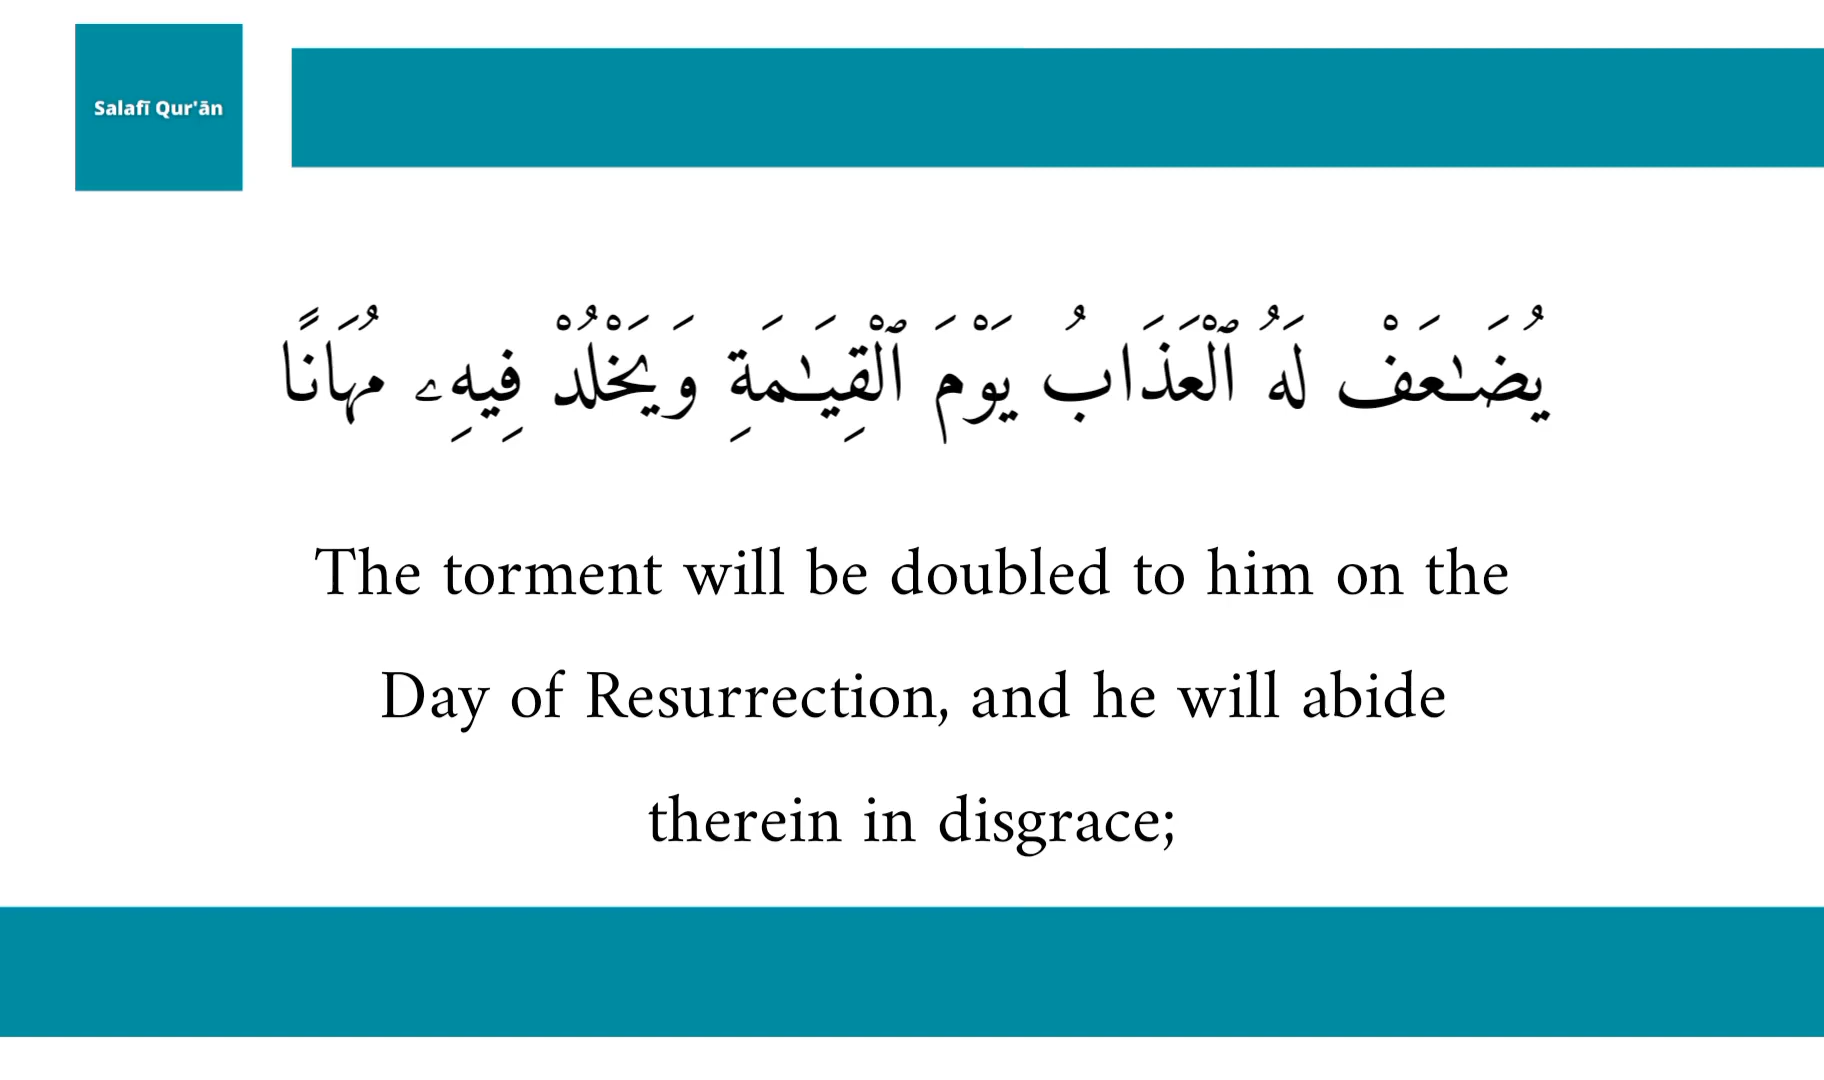 Salafī Qur'ān
يُضَـٰعَفْ لَهُ ٱلْعَذَابُ يَوْمَ ٱلْقِيَـٰمَةِ وَيَخْلُدْ فِيهِۦ مُهَانًا
The torment will be doubled to him on the
Day of Resurrection, and he will abide
therein in disgrace;